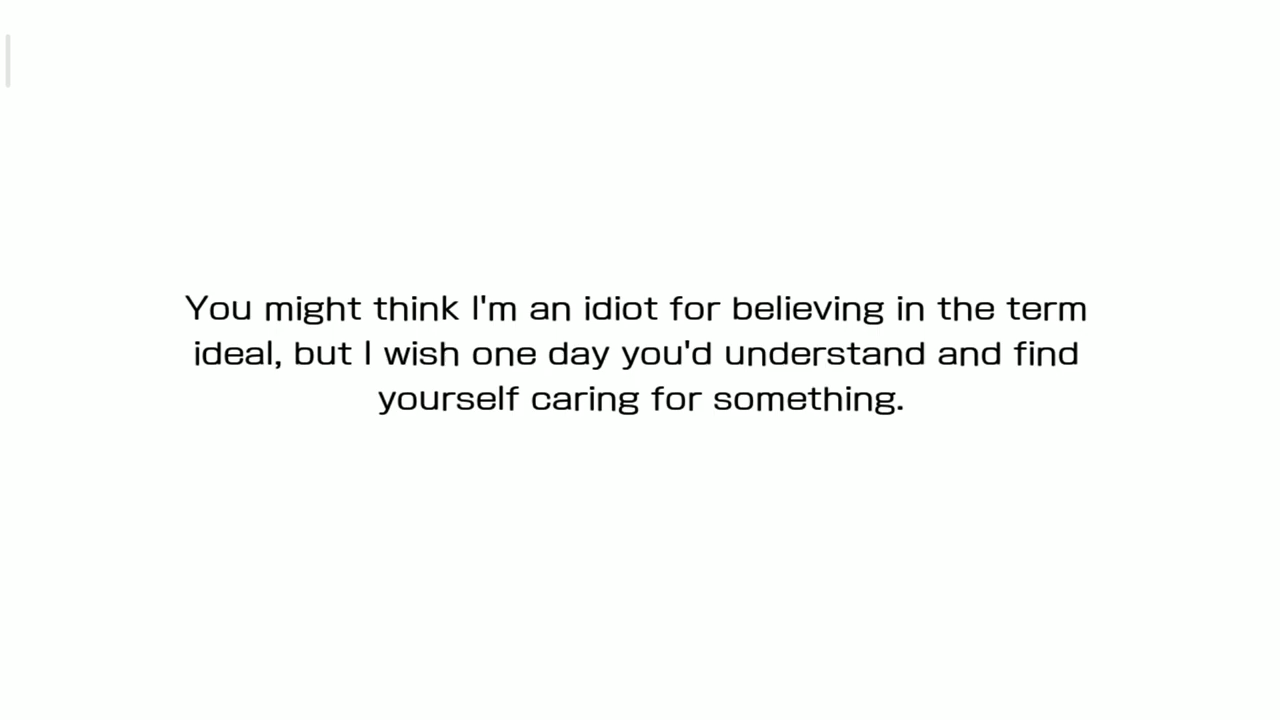 You might think I'm an idiot for believing in the term
ideal, but I wish one day you'd understand and find
yourself caring for something.